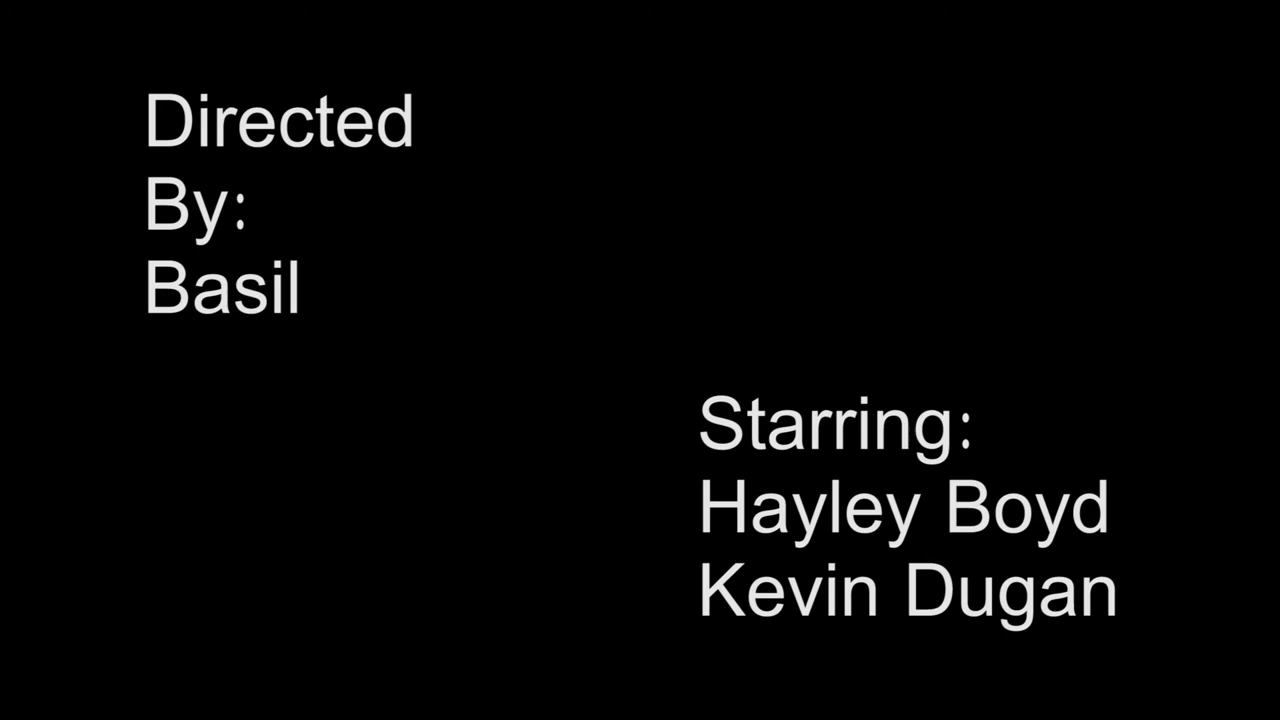 Directed
By:
Basil
Starring:
Hayley Boyd
Kevin Dugan